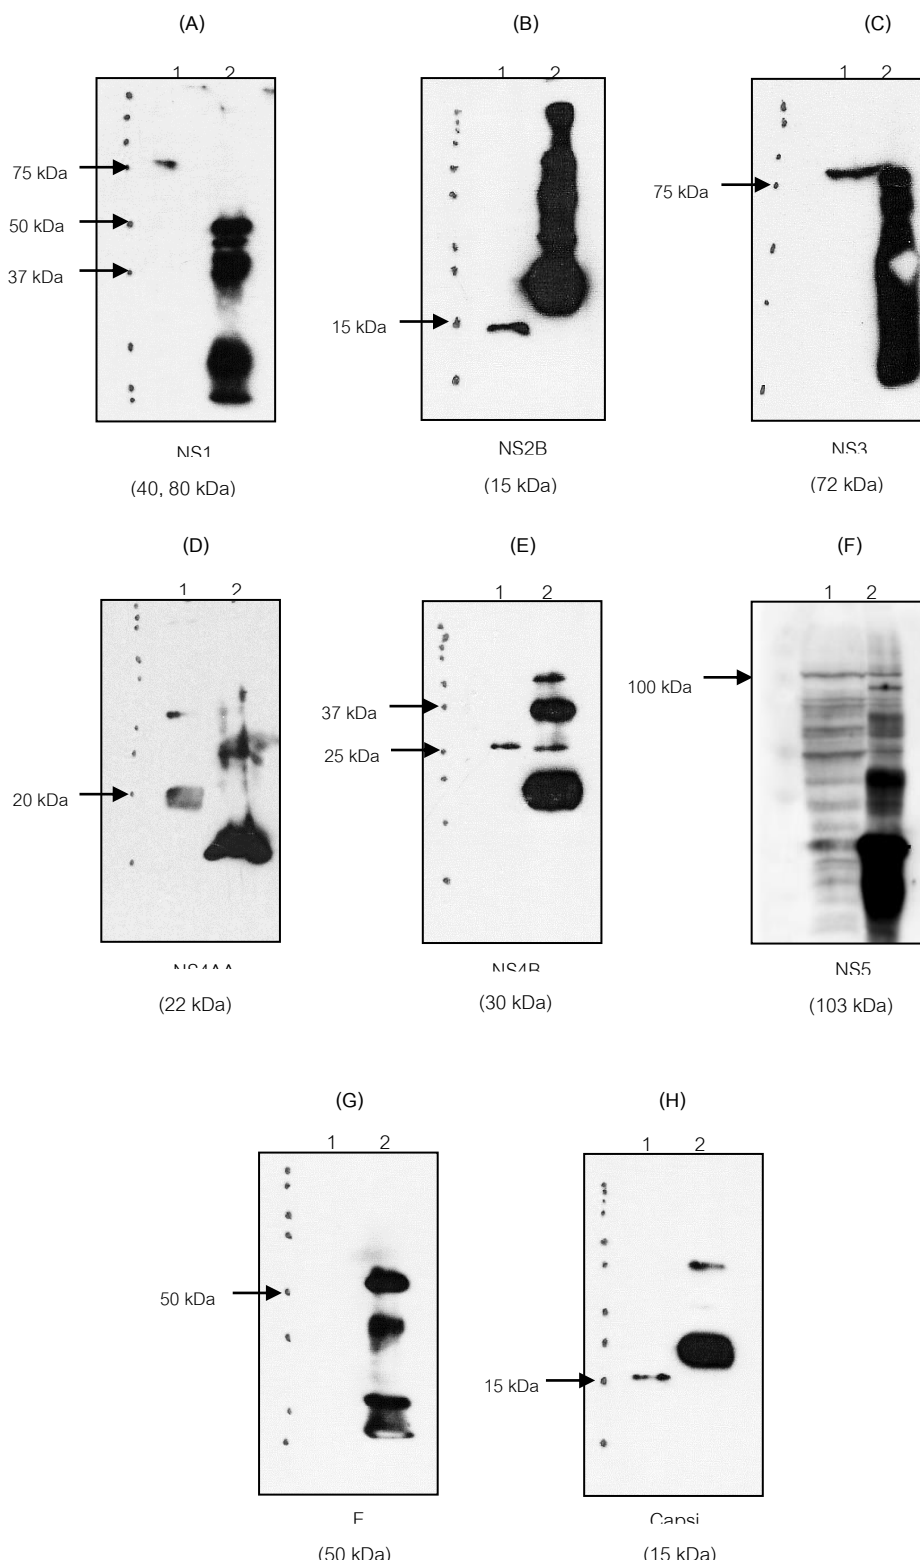 (A) (B) (C)
1 2 1 2 1 2
75 kDa
50 kDa
37 kDa
15 kDa
75 kDa
NS1 NS2B NS3
(40, 80 kDa) (15 kDa) (72 kDa)
(D) (E) (F)
1 2 1 2 1 2
20 kDa
37 kDa
25 kDa
100 kDa
NS4AA NS4B NS5
(22 kDa) (30 kDa) (103 kDa)
(G) (H)
1 2 1 2
50 kDa
15 kDa
Capsi
(50 kDa) (15 kDa)